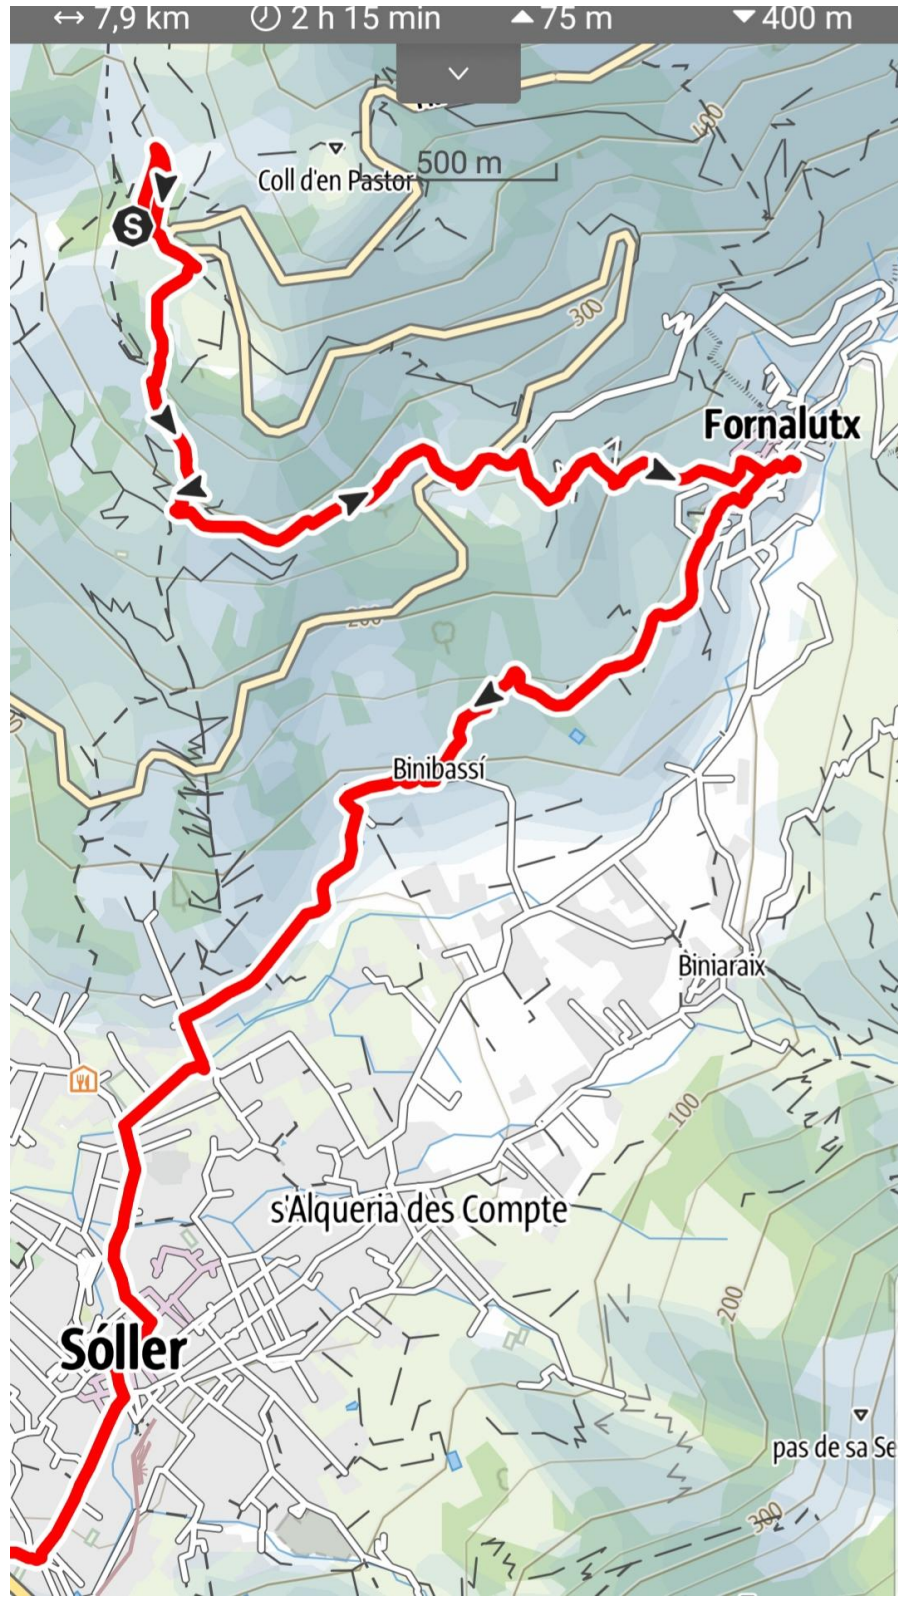 ↔ 7,9 km 2 h 15 min ▲ 75 m ▼ 400 m
400
500 m
Coll d'en Pastor
S
300
Fornalutx
200
Binibassí
Biniaraix
100
s'Alqueria des Compte
200
Sóller
pas de sa Se
300